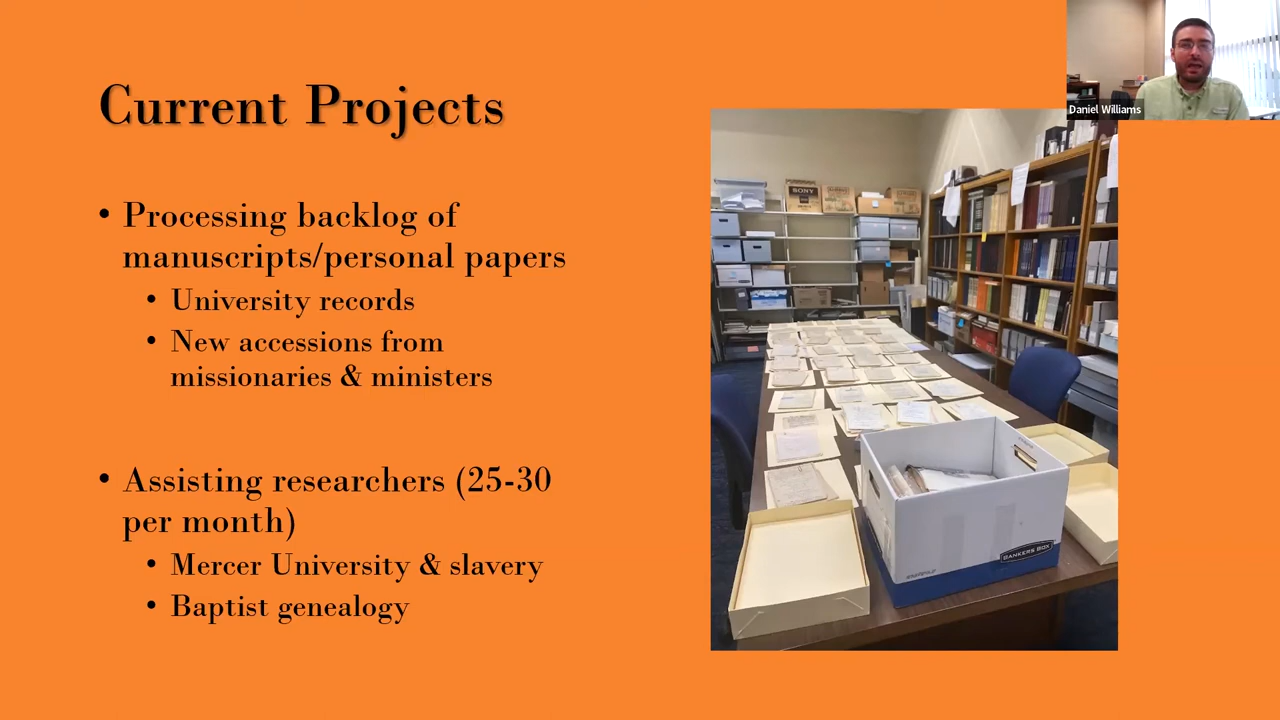 Current Projects
• Processing backlog of
manuscripts/personal papers
• University records
• New accessions from
missionaries & ministers
• Assisting researchers (25-30
per month)
• Mercer University & slavery
• Baptist genealogy
Daniel Williams
SONY
BANKERS BOX